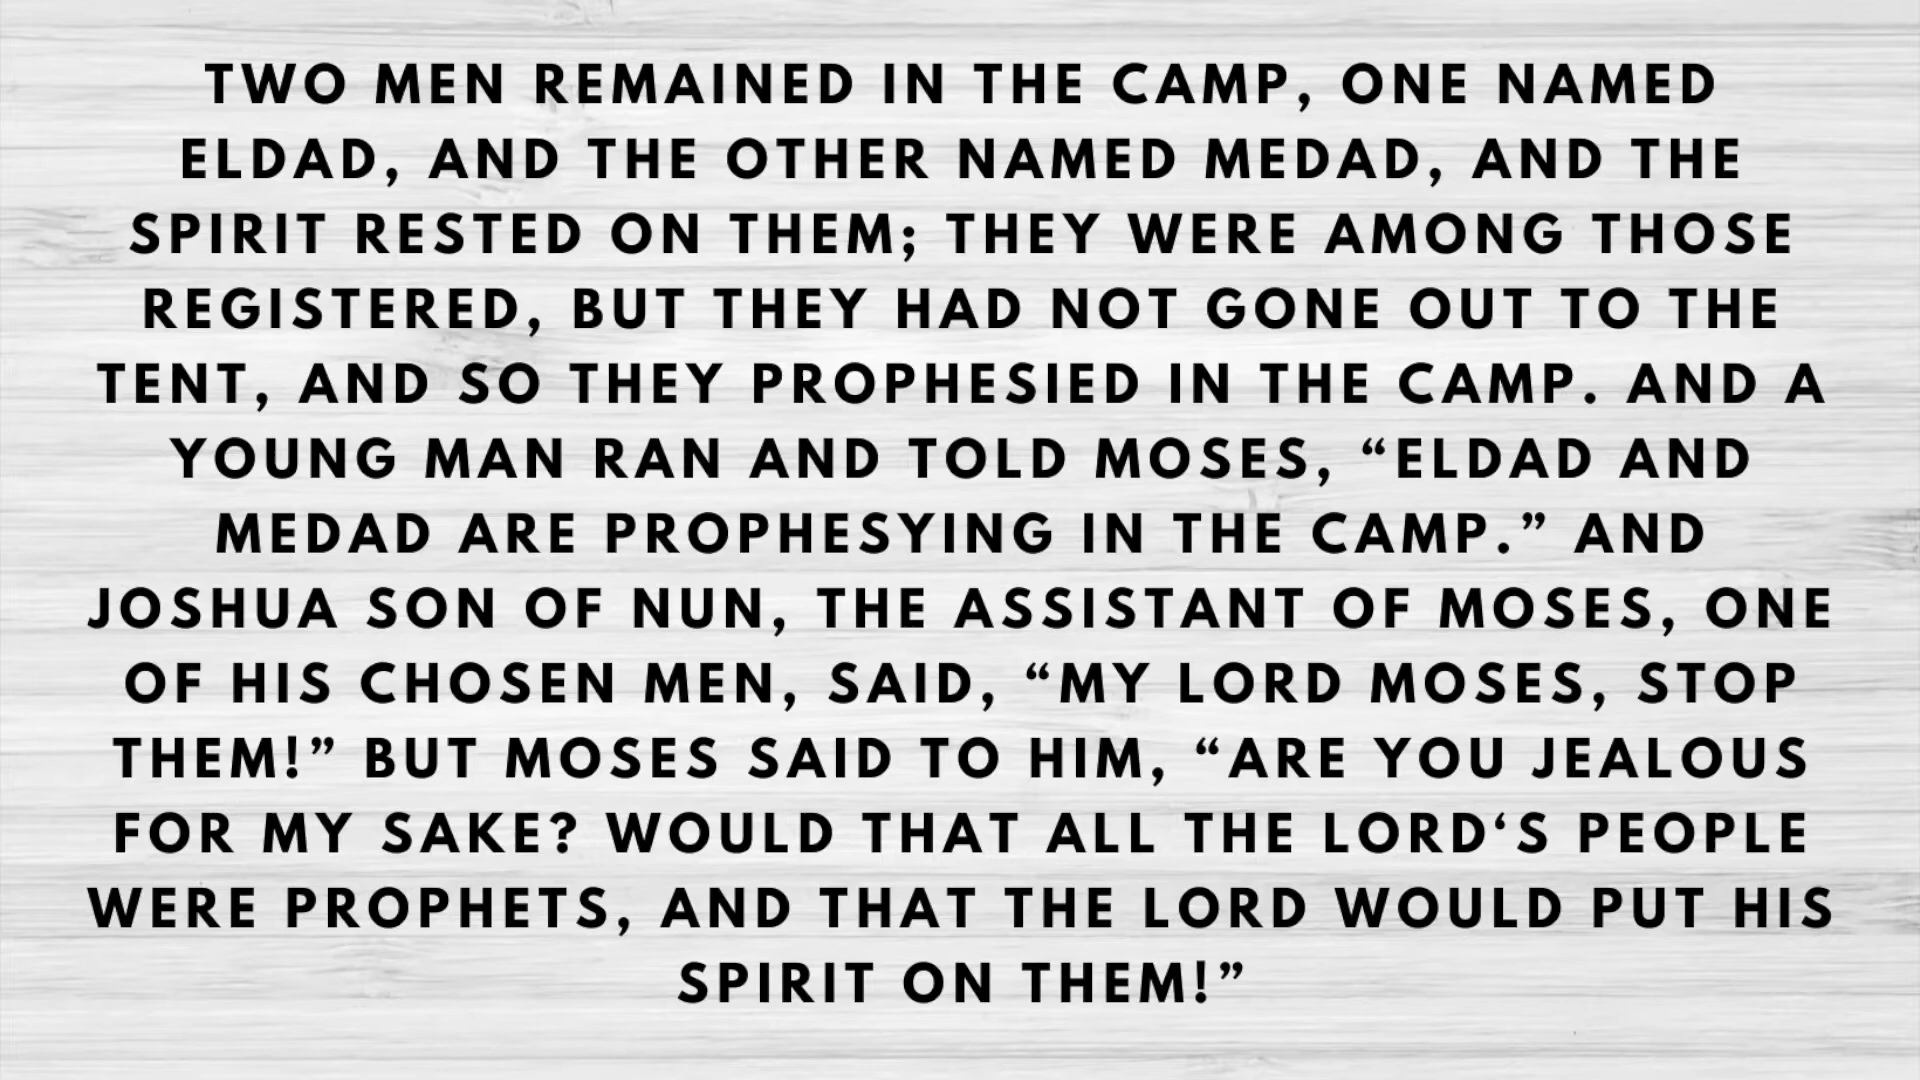 TWO MEN REMAINED IN THE CAMP, ONE NAMED
ELDAD, AND THE OTHER NAMED MEDAD, AND THE
SPIRIT RESTED ON THEM; THEY WERE AMONG THOSE
REGISTERED, BUT THEY HAD NOT GONE OUT TO THE
TENT, AND SO THEY PROPHESIED IN THE CAMP. AND A
YOUNG MAN RAN AND TOLD MOSES, “ELDAD AND
MEDAD ARE PROPHESYING IN THE CAMP.” AND
JOSHUA SON OF NUN, THE ASSISTANT OF MOSES, ONE
OF HIS CHOSEN MEN, SAID, “MY LORD MOSES, STOP
THEM!” BUT MOSES SAID TO HIM, “ARE YOU JEALOUS
FOR MY SAKE? WOULD THAT ALL THE LORD‘S PEOPLE
WERE PROPHETS, AND THAT THE LORD WOULD PUT HIS
SPIRIT ON THEM!”